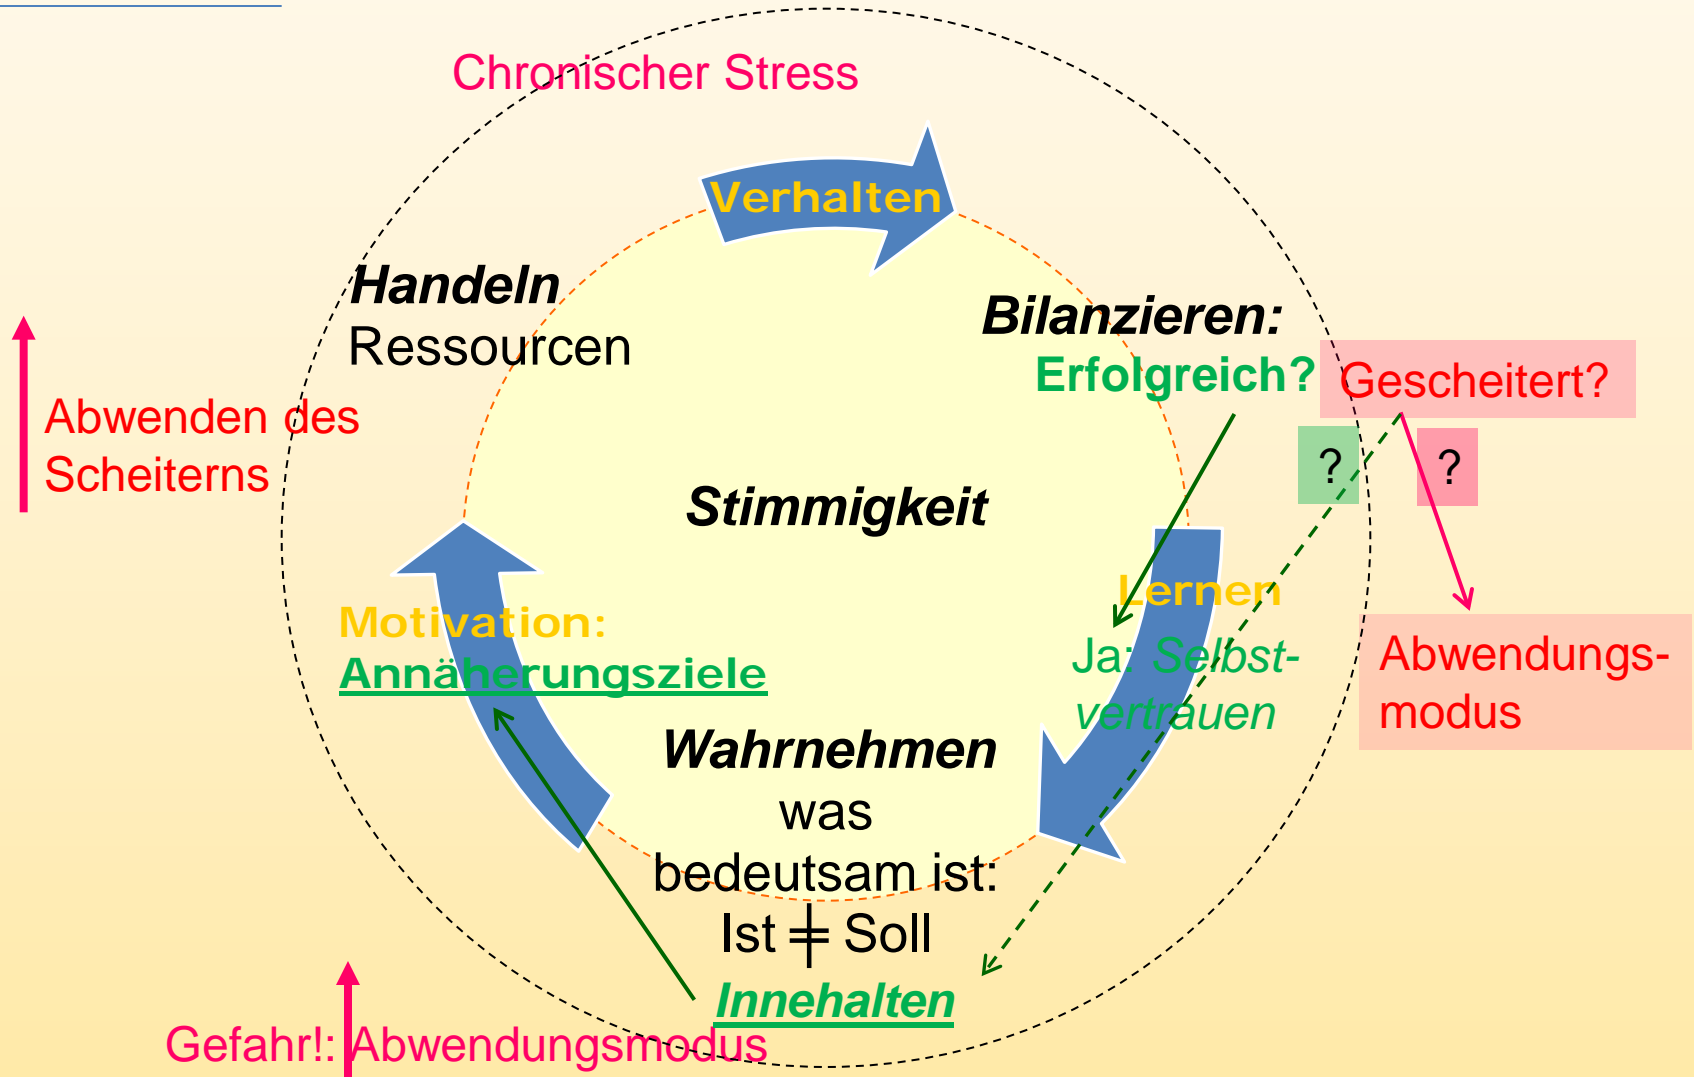 Chronischer Stress
Verhalten
Handeln
Ressourcen
Bilanzieren:
Erfolgreich?
Gescheitert?
Abwenden des
Scheiterns
?
?
Stimmigkeit
Lernen
Ja: Selbst-
vertrauen
Abwendungs-
modus
Motivation:
Annäherungsziele
Wahrnehmen
was
bedeutsam ist:
Ist ╪ Soll
Innehalten
Gefahr!: Abwendungsmodus